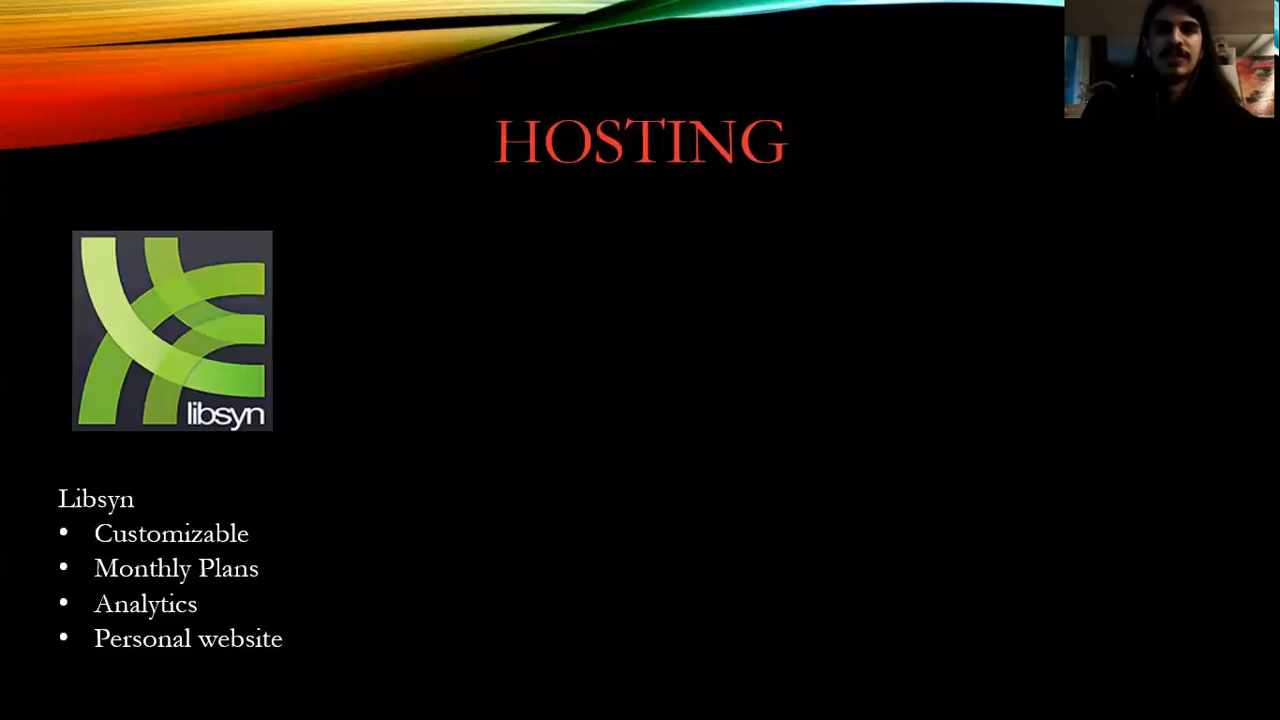 HOSTING
libsyn
Libsyn
• Customizable
• Monthly Plans
• Analytics
• Personal website